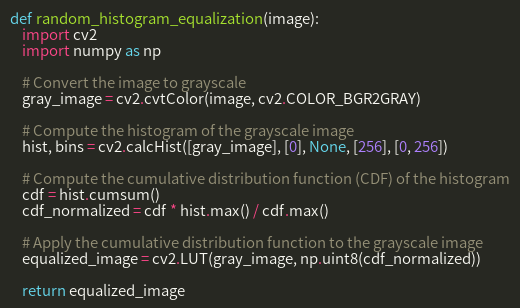 def random_histogram_equalization(image):
    import cv2
    import numpy as np

    # Convert the image to grayscale
    gray_image = cv2.cvtColor(image, cv2.COLOR_BGR2GRAY)

    # Compute the histogram of the grayscale image
    hist, bins = cv2.calcHist([gray_image], [0], None, [256], [0, 256])

    # Compute the cumulative distribution function (CDF) of the histogram
    cdf = hist.cumsum()
    cdf_normalized = cdf * hist.max() / cdf.max()

    # Apply the cumulative distribution function to the grayscale image
    equalized_image = cv2.LUT(gray_image, np.uint8(cdf_normalized))

    return equalized_image